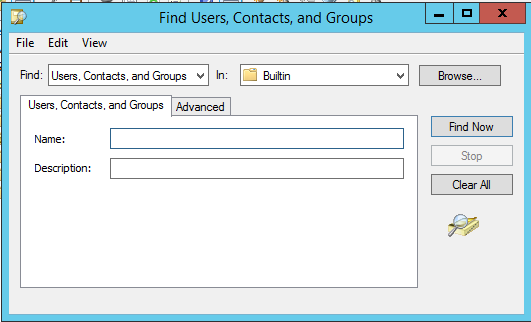 Find Users, Contacts, and Groups
File Edit View
Find: Users, Contacts, and Groups In: Builtin Browse...
Users, Contacts, and Groups Advanced
Name: Find Now
Stop
Description:
Clear All